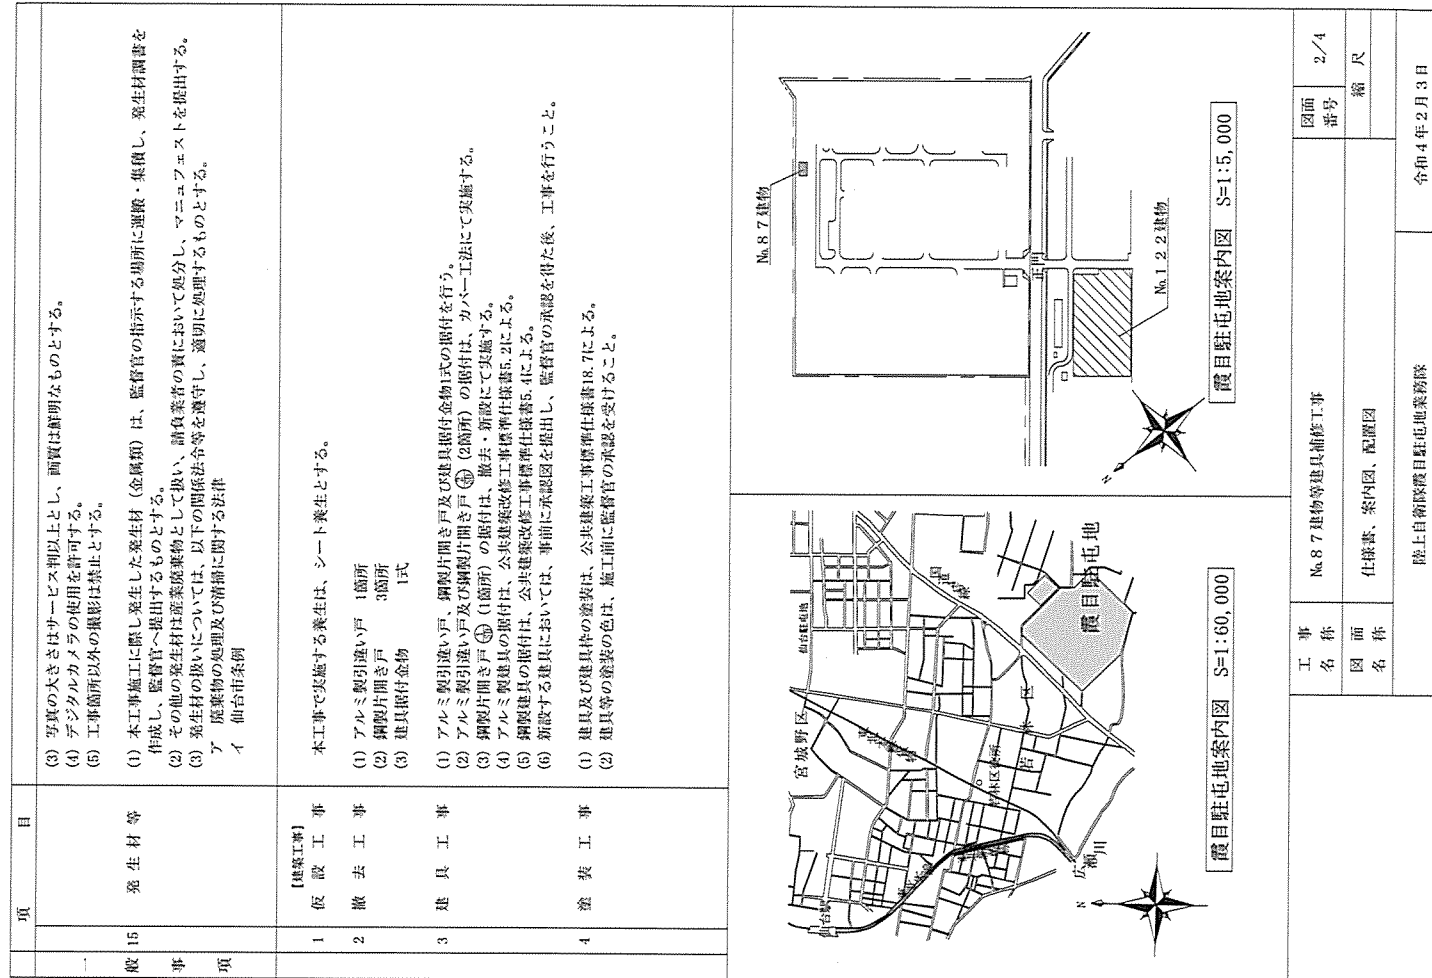 項　目
一般事項
(3) 写真の大きさはサービス判以上とし、画質は鮮明なものとする。
(4) デジタルカメラの使用を許可する。
(5) 工事箇所以外の撮影は禁止とする。
15 発生材等
(1) 本工事施工に際し発生した発生材（金属類）は、監督官の指示する場所に運搬・集積し、発生材調書を
作成し、監督官へ提出するものとする。
(2) その他の発生材は産業廃棄物として扱い、請負業者の責において処分し、マニュフェストを提出する。
(3) 発生材の扱いについては、以下の関係法令等を遵守し、適切に処理するものとする。
ア 廃棄物の処理及び清掃に関する法律
イ 仙台市条例
【建築工事】
1 仮設工事
本工事で実施する養生は、シート養生とする。
2 撤去工事
(1) アルミ製引違い戸 1箇所
(2) 鋼製片開き戸 3箇所
(3) 建具据付金物 1式
3 建具工事
(1) アルミ製引違い戸、鋼製片開き戸及び建具据付金物1式の据付を行う。
(2) アルミ製引違い戸及び鋼製片開き戸 (2箇所) の据付は、カバー工法にて実施する。
(3) 鋼製片開き戸 (1箇所) の据付は、撤去・新設にて実施する。
(4) アルミ製建具の据付は、公共建築改修工事標準仕様書5.2による。
(5) 鋼製建具の据付は、公共建築改修工事標準仕様書5.4による。
(6) 新設する建具においては、事前に承認図を提出し、監督官の承認を得た後、工事を行うこと。
4 塗装工事
(1) 建具及び建具枠の塗装は、公共建築工事標準仕様書18.7による。
(2) 建具等の塗装の色は、施工前に監督官の承認を受けること。
宮城野区
仙台駐屯地
若林区
若林区役所
霞目駐屯地
広瀬川
仙台駅
N
霞目駐屯地案内図 S=1:60,000
No.87建物
正門
No.122建物
N
霞目駐屯地案内図 S=1:5,000
工事名称
No.87建物等建具補修工事
図面番号
2／4
図面名称
仕様書、案内図、配置図
縮尺
陸上自衛隊霞目駐屯地業務隊
令和4年2月3日